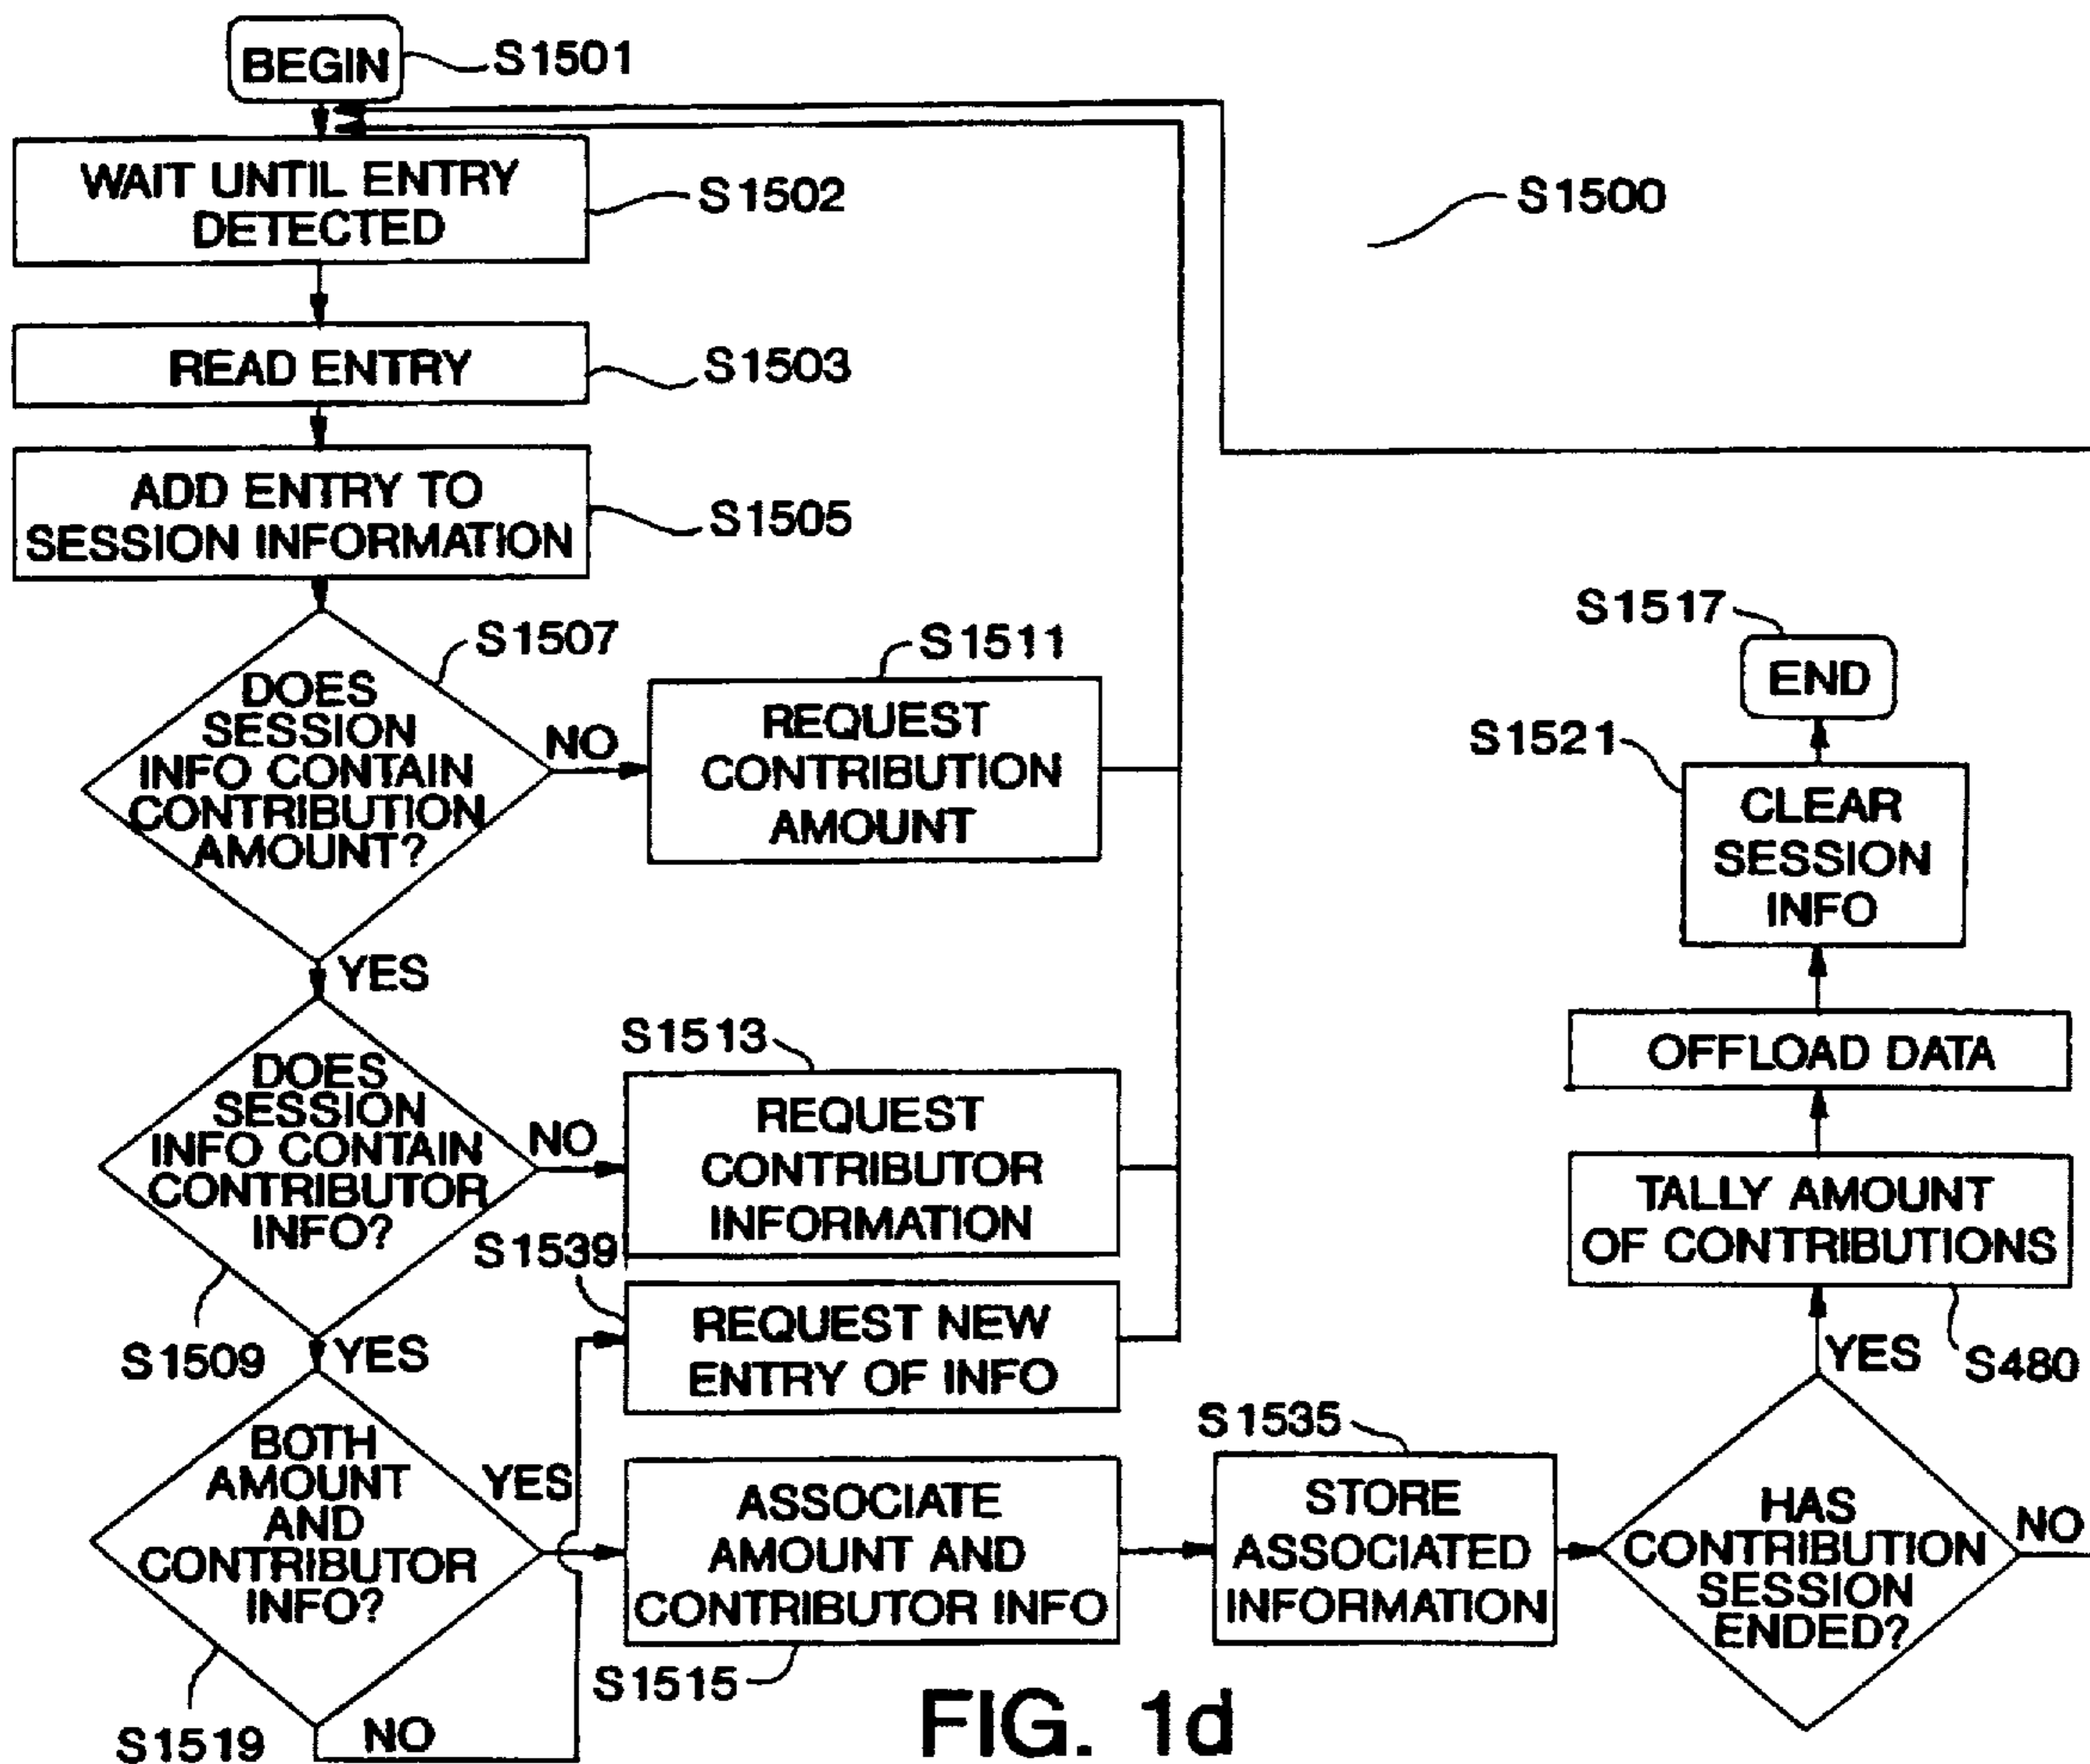 BEGIN
S1501
WAIT UNTIL ENTRY
DETECTED
S1502
S1500
READ ENTRY
S1503
ADD ENTRY TO
SESSION INFORMATION
S1505
DOES
SESSION
INFO CONTAIN
CONTRIBUTION
AMOUNT?
S1507
NO
YES
REQUEST
CONTRIBUTION
AMOUNT
S1511
DOES
SESSION
INFO CONTAIN
CONTRIBUTOR
INFO?
S1509
NO
YES
S1513
REQUEST
CONTRIBUTOR
INFORMATION
S1539
REQUEST NEW
ENTRY OF INFO
BOTH
AMOUNT
AND
CONTRIBUTOR
INFO?
S1519
YES
NO
ASSOCIATE
AMOUNT AND
CONTRIBUTOR INFO
S1515
S1535
STORE
ASSOCIATED
INFORMATION
HAS
CONTRIBUTION
SESSION
ENDED?
NO
YES
TALLY AMOUNT
OF CONTRIBUTIONS
S480
OFFLOAD DATA
CLEAR
SESSION
INFO
S1521
END
S1517
FIG. 1d